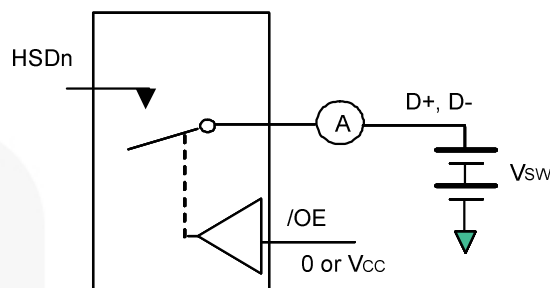 HSDn
D+, D-
A
VSW
/OE
0 or VCC